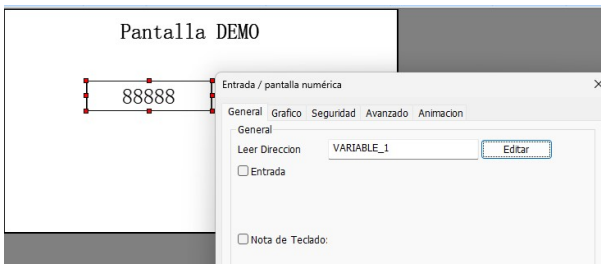 Pantalla DEMO
88888
Entrada / pantalla numérica
General Grafico Seguridad Avanzado Animacion
General
Leer Direccion VARIABLE_1 Editar
Entrada
Nota de Teclado: